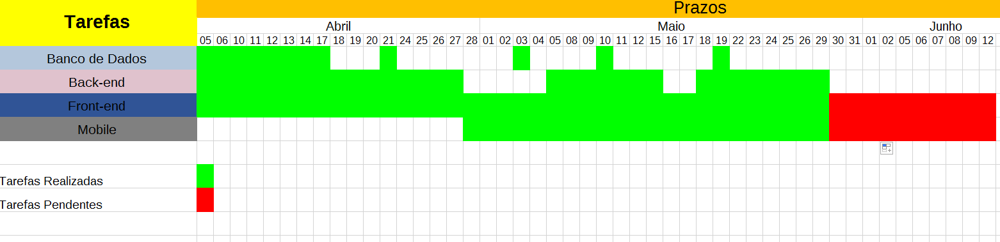 Tarefas
Prazos
Abril Maio Junho
05 06 10 11 12 13 14 17 18 19 20 21 24 25 26 27 28 01 02 03 04 05 08 09 10 11 12 15 16 17 18 19 22 23 24 25 26 29 30 31 01 02 05 06 07 08 09 12
Banco de Dados
Back-end
Front-end
Mobile
Tarefas Realizadas
Tarefas Pendentes